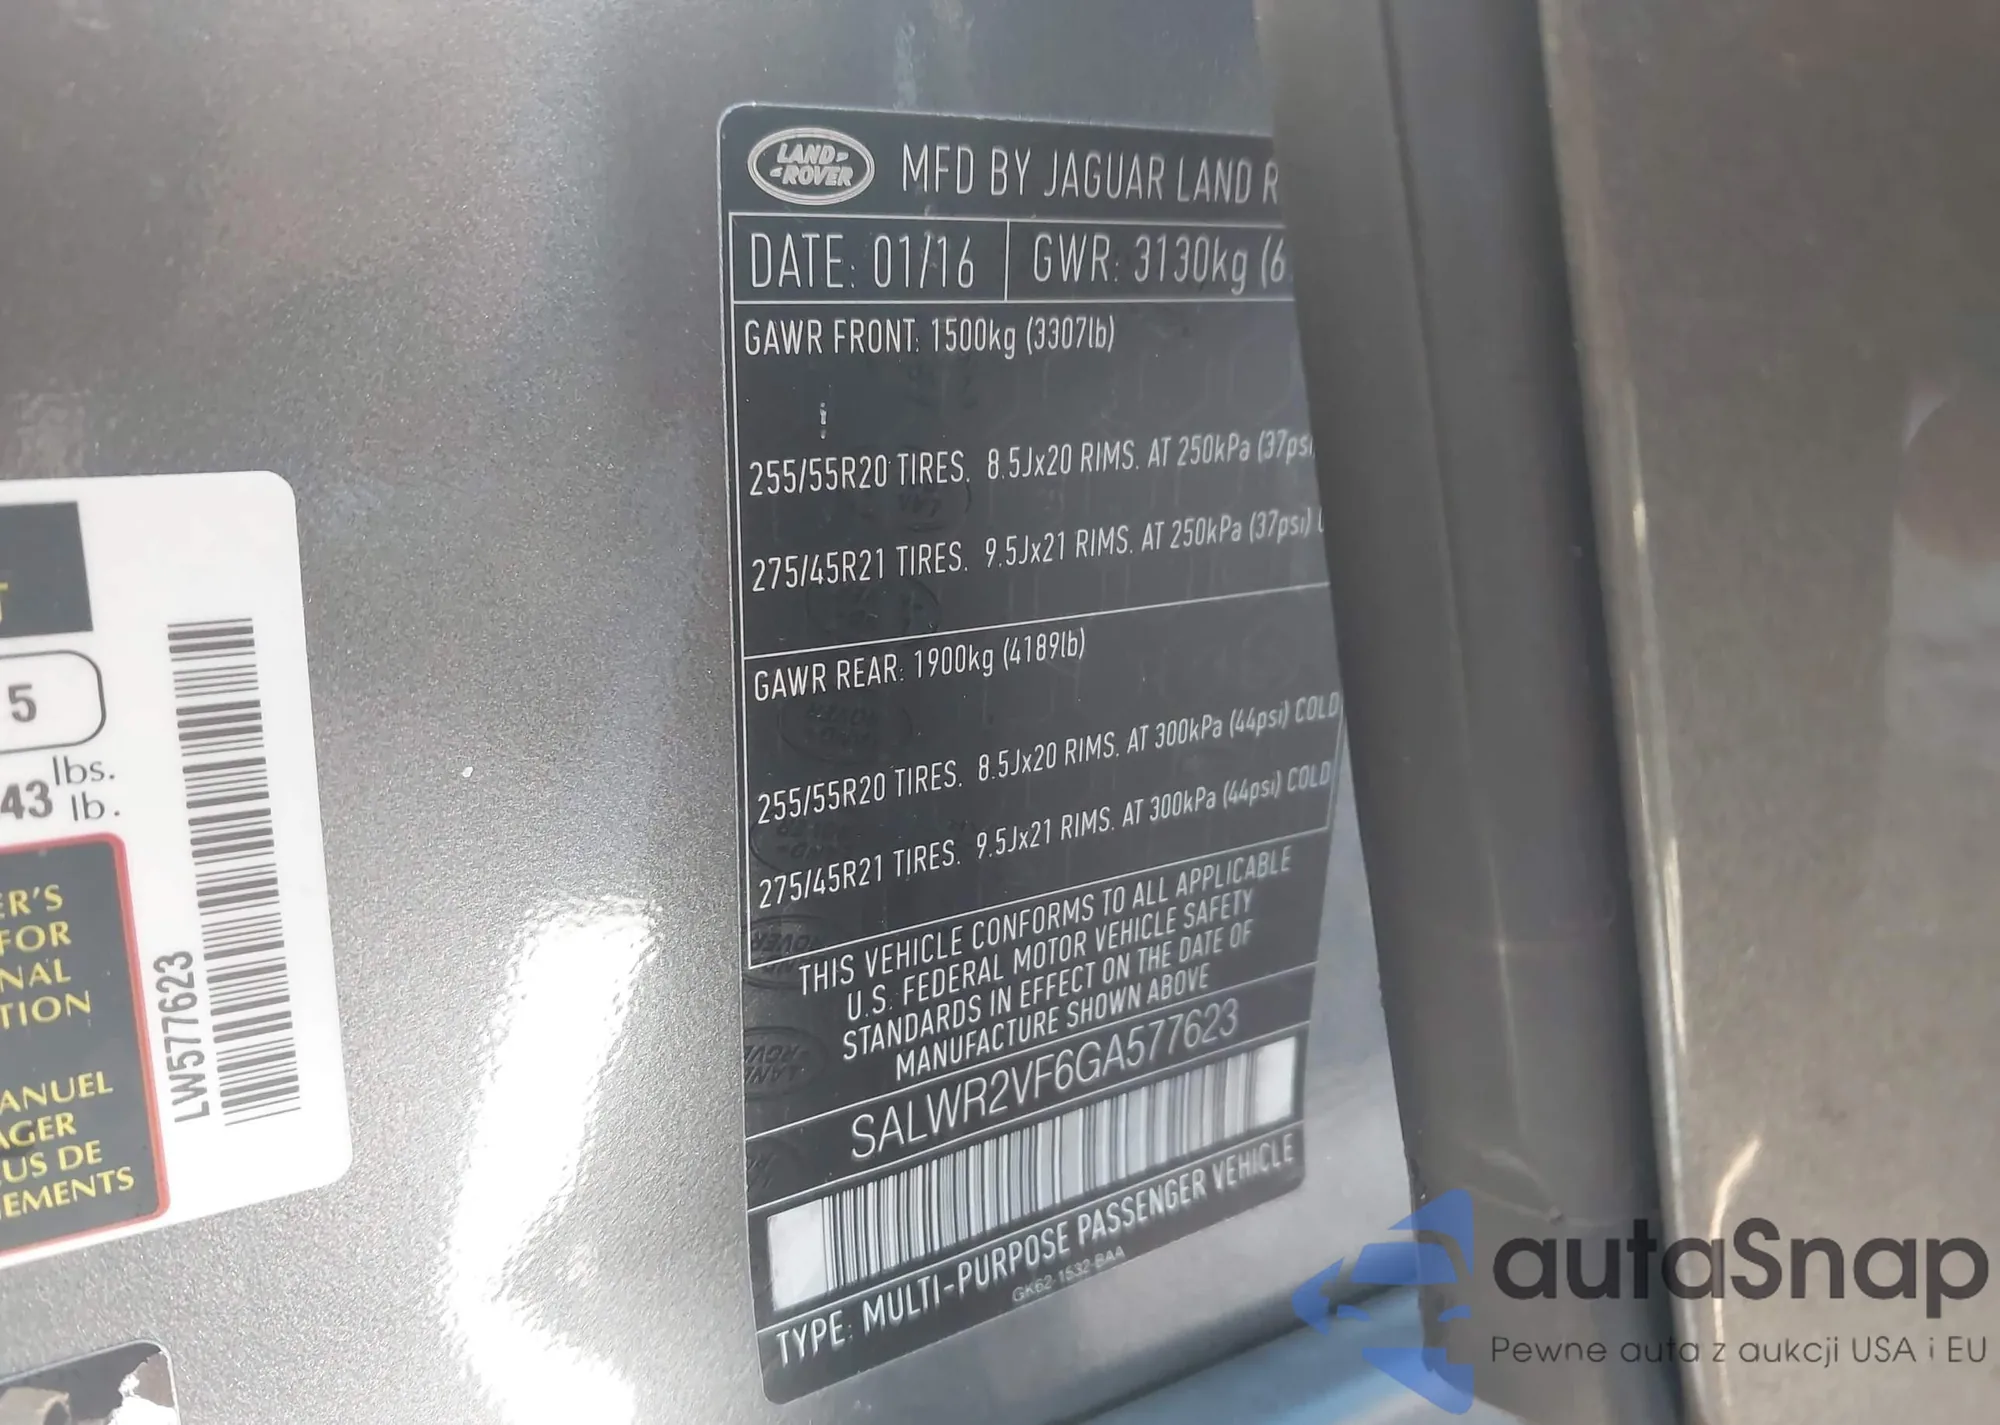 LAND ROVER
MFD BY JAGUAR LAND R
DATE: 01/16 GWR: 3130kg (6
GAWR FRONT: 1500kg (3307lb)
255/55R20 TIRES. 8.5Jx20 RIMS. AT 250kPa (37psi
275/45R21 TIRES. 9.5Jx21 RIMS. AT 250kPa (37psi)
GAWR REAR: 1900kg (4189lb)
255/55R20 TIRES. 8.5Jx20 RIMS. AT 300kPa (44psi) COLD
275/45R21 TIRES. 9.5Jx21 RIMS. AT 300kPa (44psi) COLD
THIS VEHICLE CONFORMS TO ALL APPLICABLE
U.S. FEDERAL MOTOR VEHICLE SAFETY
STANDARDS IN EFFECT ON THE DATE OF
MANUFACTURE SHOWN ABOVE
SALWR2VF6GA577623
TYPE: MULTI-PURPOSE PASSENGER VEHICLE
GK62-1532-BAA
T
5
43 lbs.
lb.
ER'S
FOR
NAL
TION
ANUEL
AGER
US DE
EMENTS
LW577623
autaSnap
Pewne auta z aukcji USA i EU